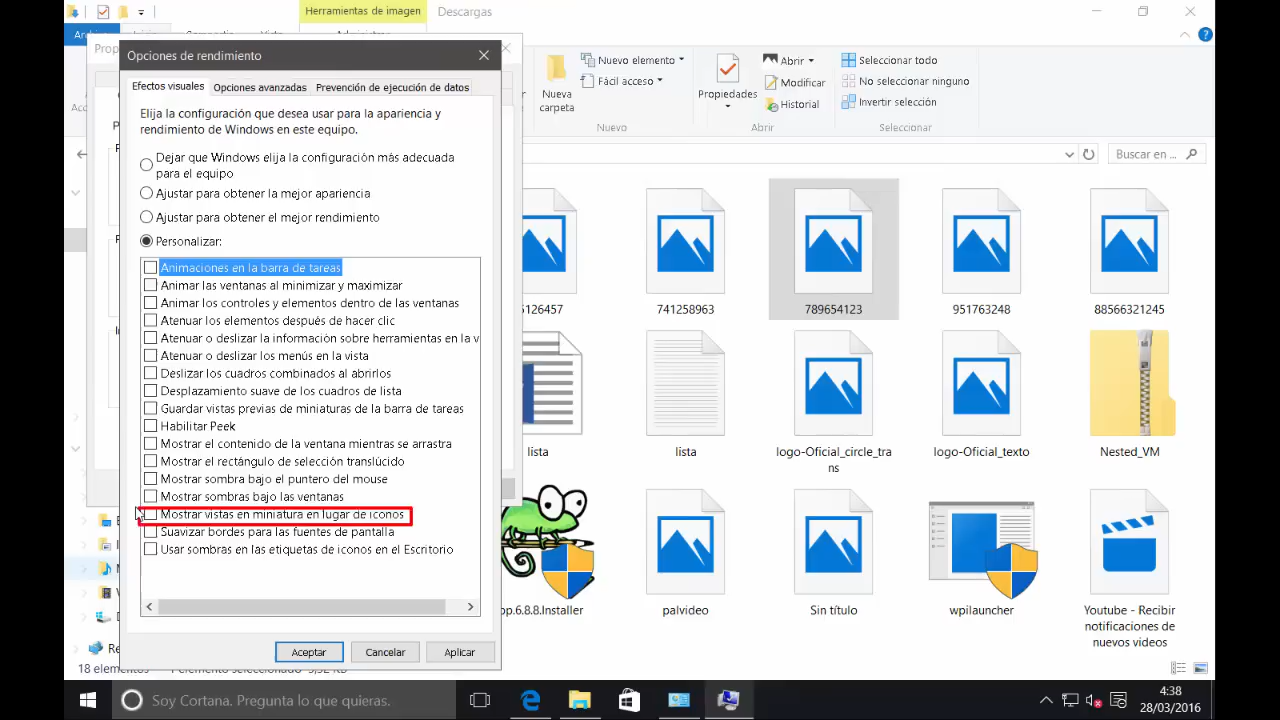 Herramientas de imagen
Descargas
Opciones de rendimiento
Efectos visuales
Opciones avanzadas
Prevención de ejecución de datos
Elija la configuración que desea usar para la apariencia y
rendimiento de Windows en este equipo.
Dejar que Windows elija la configuración más adecuada
para el equipo
Ajustar para obtener la mejor apariencia
Ajustar para obtener el mejor rendimiento
Personalizar:
Animaciones en la barra de tareas
Animar las ventanas al minimizar y maximizar
Animar los controles y elementos dentro de las ventanas
Atenuar los elementos después de hacer clic
Atenuar o deslizar la información sobre herramientas en la v
Atenuar o deslizar los menús en la vista
Deslizar los cuadros combinados al abrirlos
Desplazamiento suave de los cuadros de lista
Guardar vistas previas de miniaturas de la barra de tareas
Habilitar Peek
Mostrar el contenido de la ventana mientras se arrastra
Mostrar el rectángulo de selección translúcido
Mostrar sombra bajo el puntero del mouse
Mostrar sombras bajo las ventanas
Mostrar vistas en miniatura en lugar de iconos
Suavizar bordes para las fuentes de pantalla
Usar sombras en las etiquetas de iconos en el Escritorio
Aceptar
Cancelar
Aplicar
Nueva
carpeta
Nuevo elemento
Fácil acceso
Nuevo
Propiedades
Abrir
Modificar
Historial
Abrir
Seleccionar todo
No seleccionar ninguno
Invertir selección
Seleccionar
Buscar en ...
126457
741258963
789654123
951763248
88566321245
lista
lista
logo-Oficial_circle_tra
ns
logo-Oficial_texto
Nested_VM
pp.6.8.8.Installer
palvideo
Sin título
wpilauncher
Youtube - Recibir
notificaciones de
nuevos videos
18 elementos
Soy Cortana. Pregunta lo que quieras.
4:38
28/03/2016